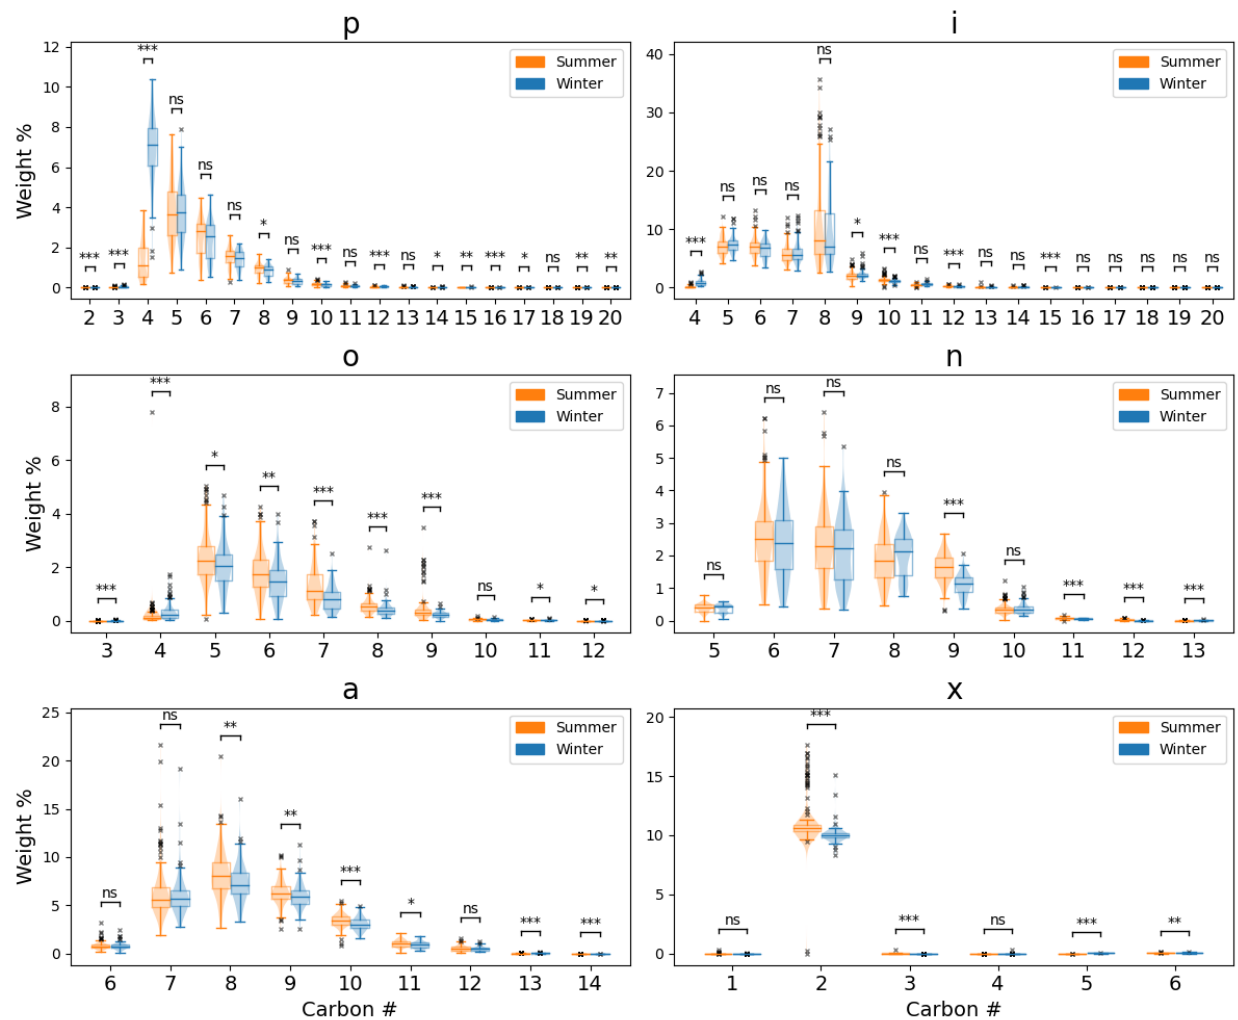 p
Weight %
12
10
8
6
4
2
0
*** *** *** ns ns ns * ns *** ns *** ns * ** *** * ns ** **
Summer
Winter
2 3 4 5 6 7 8 9 10 11 12 13 14 15 16 17 18 19 20
i
40
30
20
10
0
*** ns ns ns ns * *** ns *** ns ns *** ns ns ns ns ns
Summer
Winter
4 5 6 7 8 9 10 11 12 13 14 15 16 17 18 19 20
o
Weight %
8
6
4
2
0
*** *** * ** *** *** *** ns * *
Summer
Winter
3 4 5 6 7 8 9 10 11 12
n
7
6
5
4
3
2
1
0
ns ns ns ns *** ns *** *** ***
Summer
Winter
5 6 7 8 9 10 11 12 13
a
Weight %
25
20
15
10
5
0
ns ns ** ** *** * ns *** ***
Summer
Winter
6 7 8 9 10 11 12 13 14
Carbon #
x
20
15
10
5
0
ns *** *** ns *** **
Summer
Winter
1 2 3 4 5 6
Carbon #